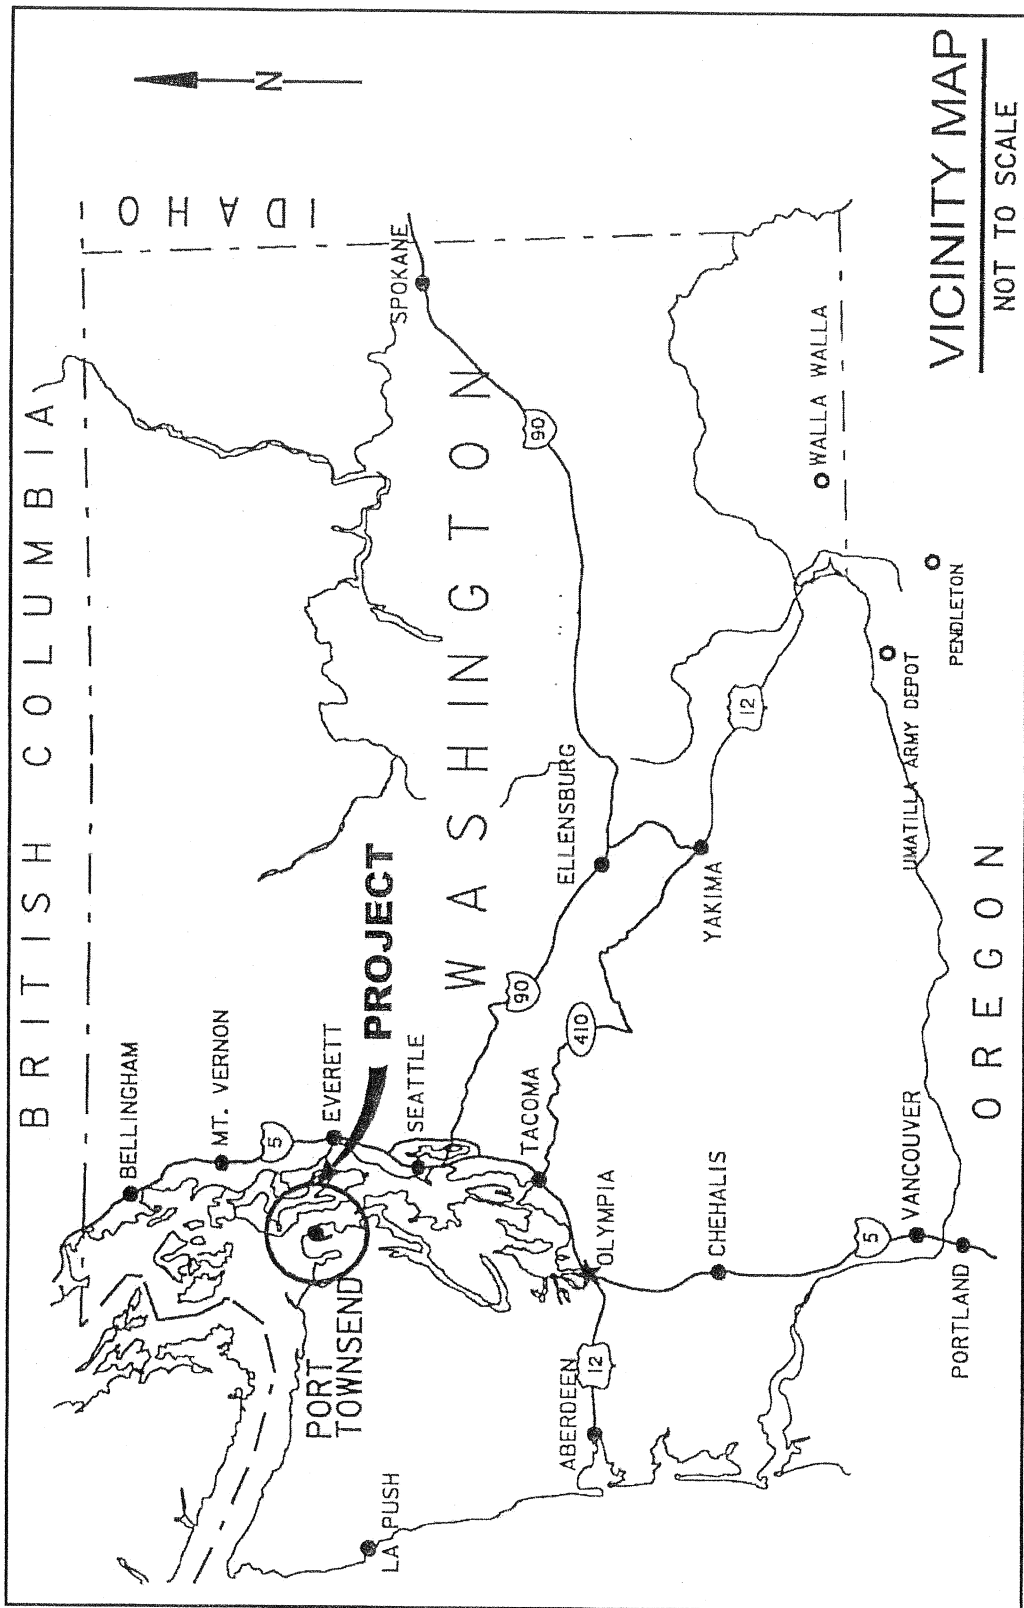 BRITISH COLUMBIA
N
IDAHO
BELLINGHAM
MT. VERNON
5
EVERETT
PROJECT
SEATTLE
PORT
TOWNSEND
LA PUSH
SPOKANE
WASHINGTON
90
90
ELLENSBURG
TACOMA
410
OLYMPIA
ABERDEEN
12
YAKIMA
12
CHEHALIS
WALLA WALLA
5
VANCOUVER
PORTLAND
UMATILLA ARMY DEPOT
PENDLETON
OREGON
VICINITY MAP
NOT TO SCALE